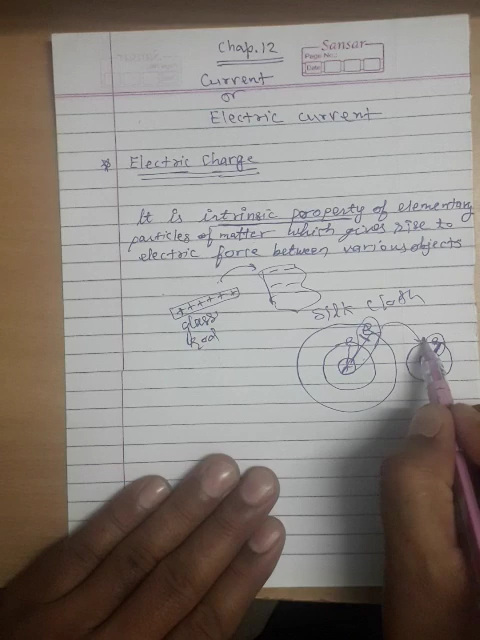 Chap.12
Sansar
Page No.:
Date:
Current
or
Electric current
* Electric Charge
It is intrinsic property of elementary
particles of matter which gives rise to
electric force between various objects
+ + + + +
glass
Rod
silk cloth